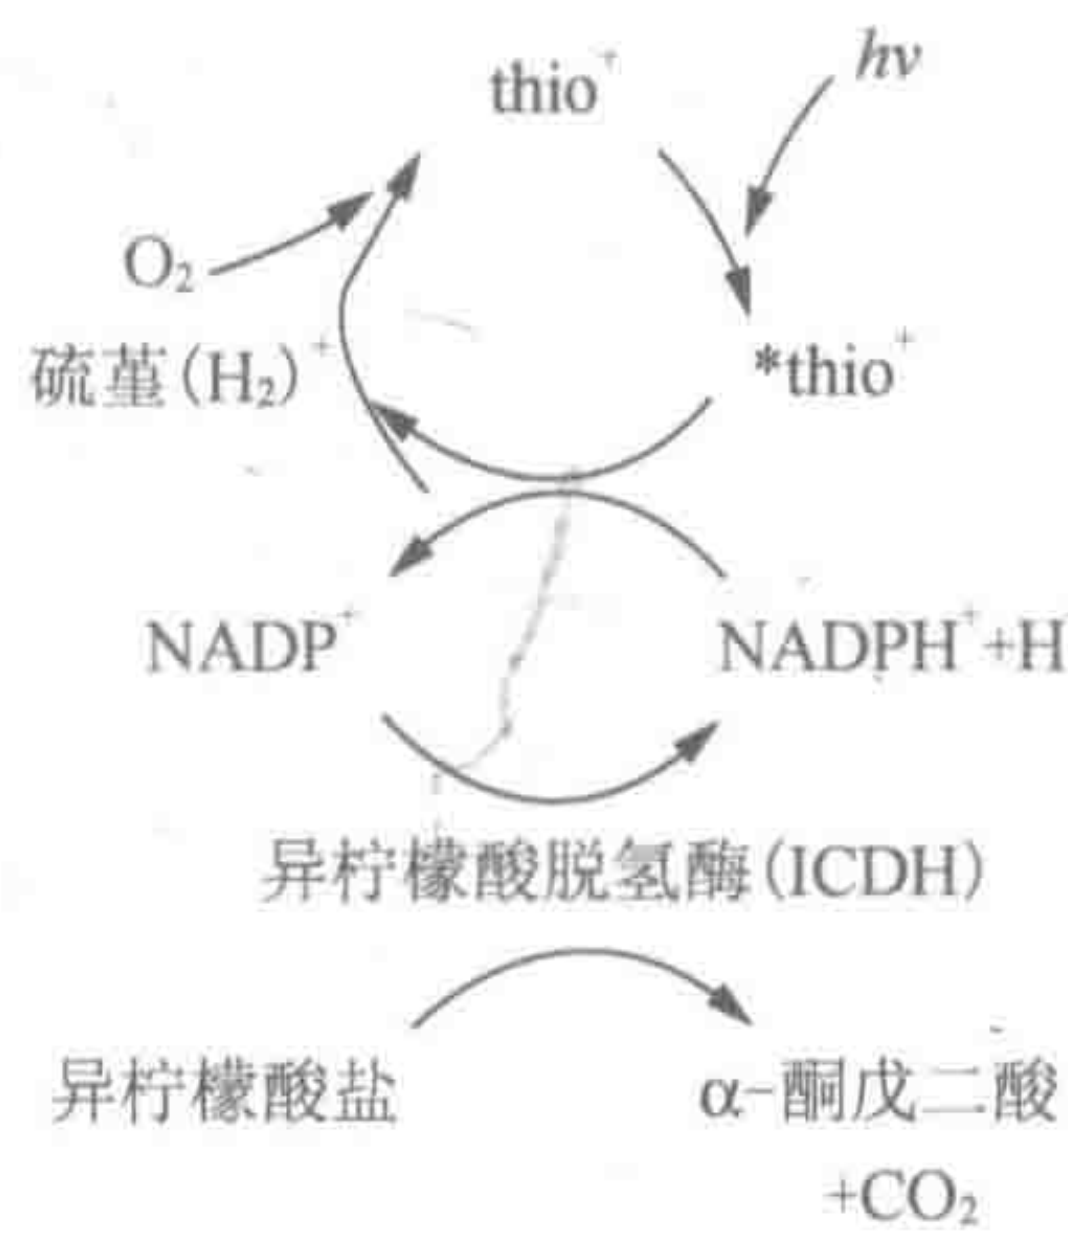 thio⁺
hν
O₂
硫堇(H₂)⁺
*thio⁺
NADP⁺
NADPH⁺+H
异柠檬酸脱氢酶(ICDH)
异柠檬酸盐
α-酮戊二酸
+CO₂